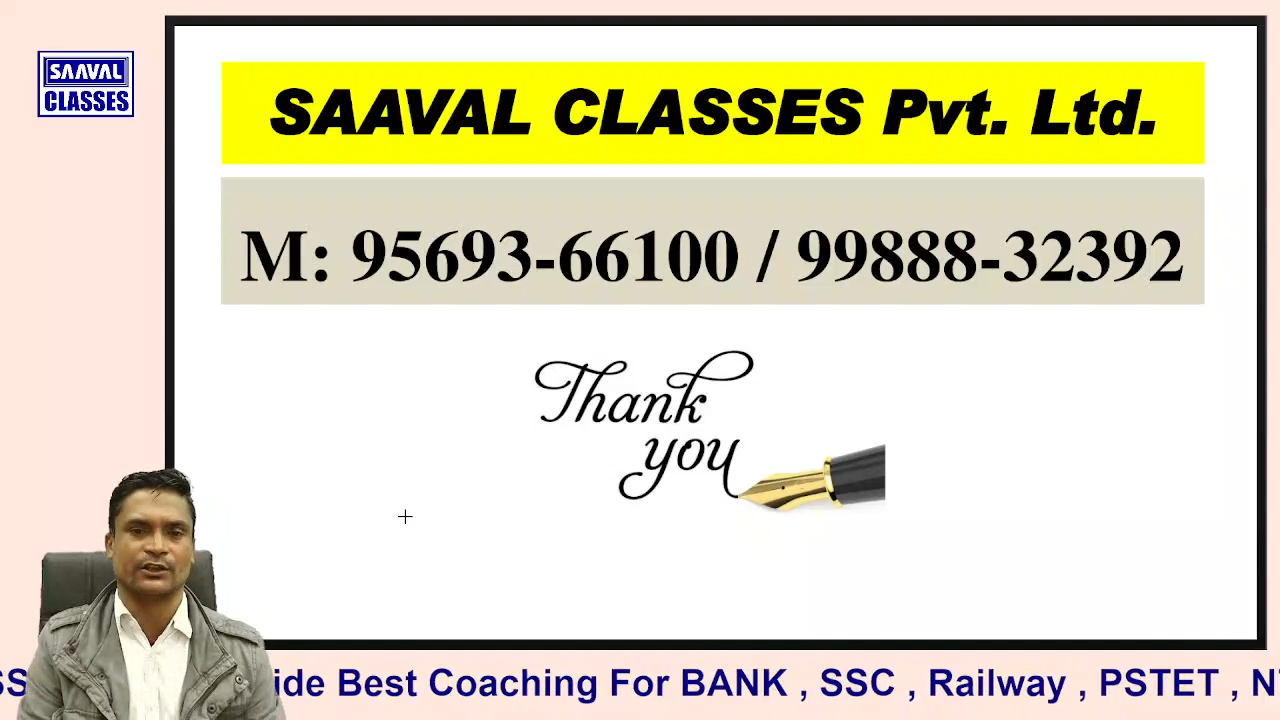 SAAVAL
CLASSES
SAAVAL CLASSES Pvt. Ltd.
M: 95693-66100 / 99888-32392
Thank
you
Best Coaching For BANK , SSC , Railway , PSTET ,